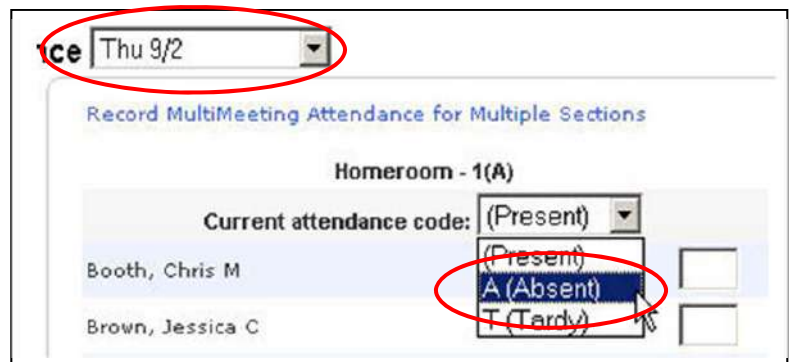 ice Thu 9/2
Record MultiMeeting Attendance for Multiple Sections
Homeroom - 1(A)
Current attendance code: (Present)
(Present)
Booth, Chris M
A (Absent)
Brown, Jessica C
T (Tardy)